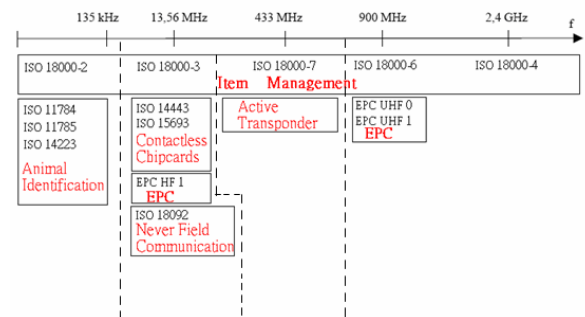 135 kHz 13,56 MHz 433 MHz 900 MHz 2,4 GHz f
ISO 18000-2 ISO 18000-3 ISO 18000-7 ISO 18000-6 ISO 18000-4
Item Management
ISO 11784
ISO 11785
ISO 14223
Animal
Identification
ISO 14443
ISO 15693
Contactless
Chipcards
EPC HF 1
EPC
ISO 18092
Never Field
Communication
Active
Transponder
EPC UHF 0
EPC UHF 1
EPC